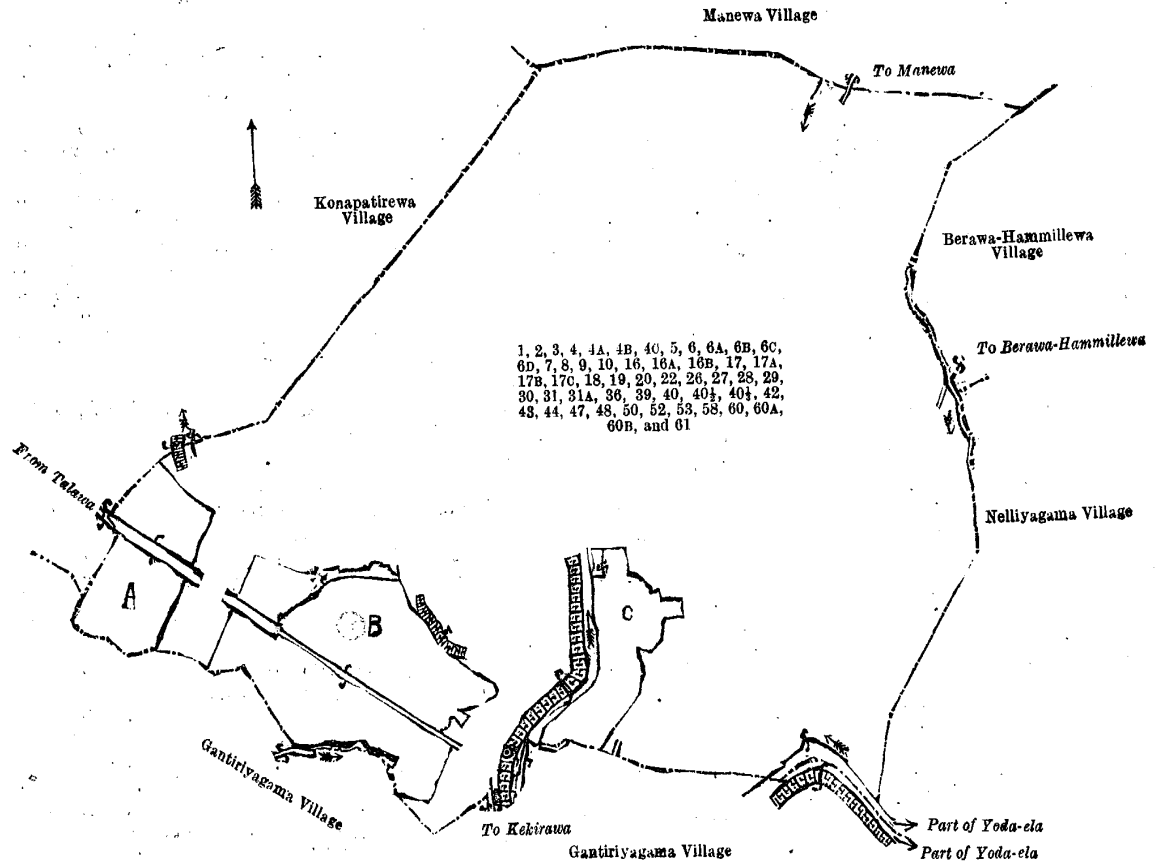 Manewa Village
To Manewa
Konapatirewa
Village
Berawa-Hammillewa
Village
1, 2, 3, 4, 4A, 4B, 4C, 5, 6, 6A, 6B, 6C,
6D, 7, 8, 9, 10, 16, 16A, 16B, 17, 17A,
17B, 17C, 18, 19, 20, 22, 26, 27, 28, 29,
30, 31, 31A, 36, 39, 40, 40½, 40½, 42,
43, 44, 47, 48, 50, 52, 53, 58, 60, 60A,
60B, and 61
To Berawa-Hammillewa
From Talawa
Nelliyagama Village
A
B
C
Gantiriyagama Village
To Kekirawa
Gantiriyagama Village
Part of Yoda-ela
Part of Yoda-ela